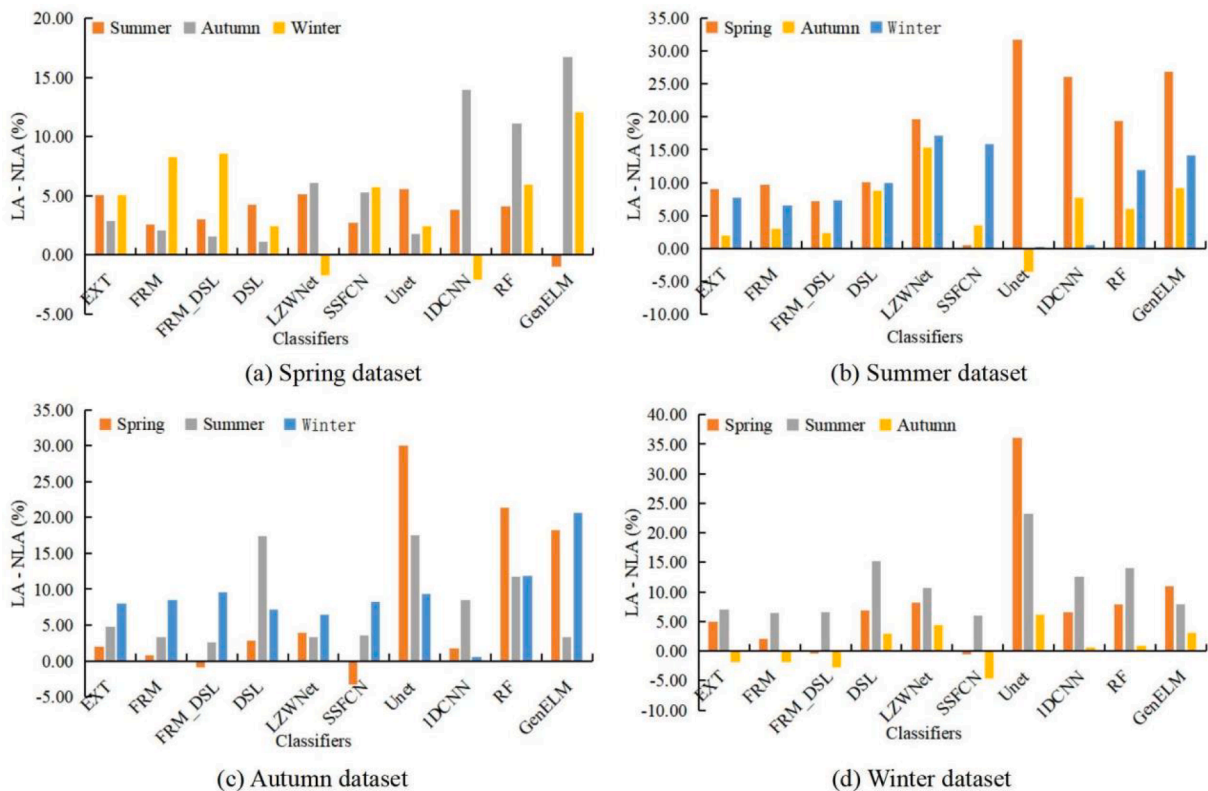 20.00
15.00
10.00
5.00
0.00
-5.00
LA - NLA (%)
Summer Autumn Winter
EXT FRM FRM_DSL DSL LZWNet SSFCN Unet 1DCNN RF GenELM
Classifiers
(a) Spring dataset
35.00
30.00
25.00
20.00
15.00
10.00
5.00
0.00
-5.00
-10.00
LA - NLA (%)
Spring Autumn Winter
EXT FRM FRM_DSL DSL LZWNet SSFCN Unet 1DCNN RF GenELM
Classifiers
(b) Summer dataset
35.00
30.00
25.00
20.00
15.00
10.00
5.00
0.00
-5.00
LA - NLA (%)
Spring Summer Winter
EXT FRM FRM_DSL DSL LZWNet SSFCN Unet 1DCNN RF GenELM
Classifiers
(c) Autumn dataset
40.00
35.00
30.00
25.00
20.00
15.00
10.00
5.00
0.00
-5.00
-10.00
LA - NLA (%)
Spring Summer Autumn
EXT FRM FRM_DSL DSL LZWNet SSFCN Unet 1DCNN RF GenELM
Classifiers
(d) Winter dataset